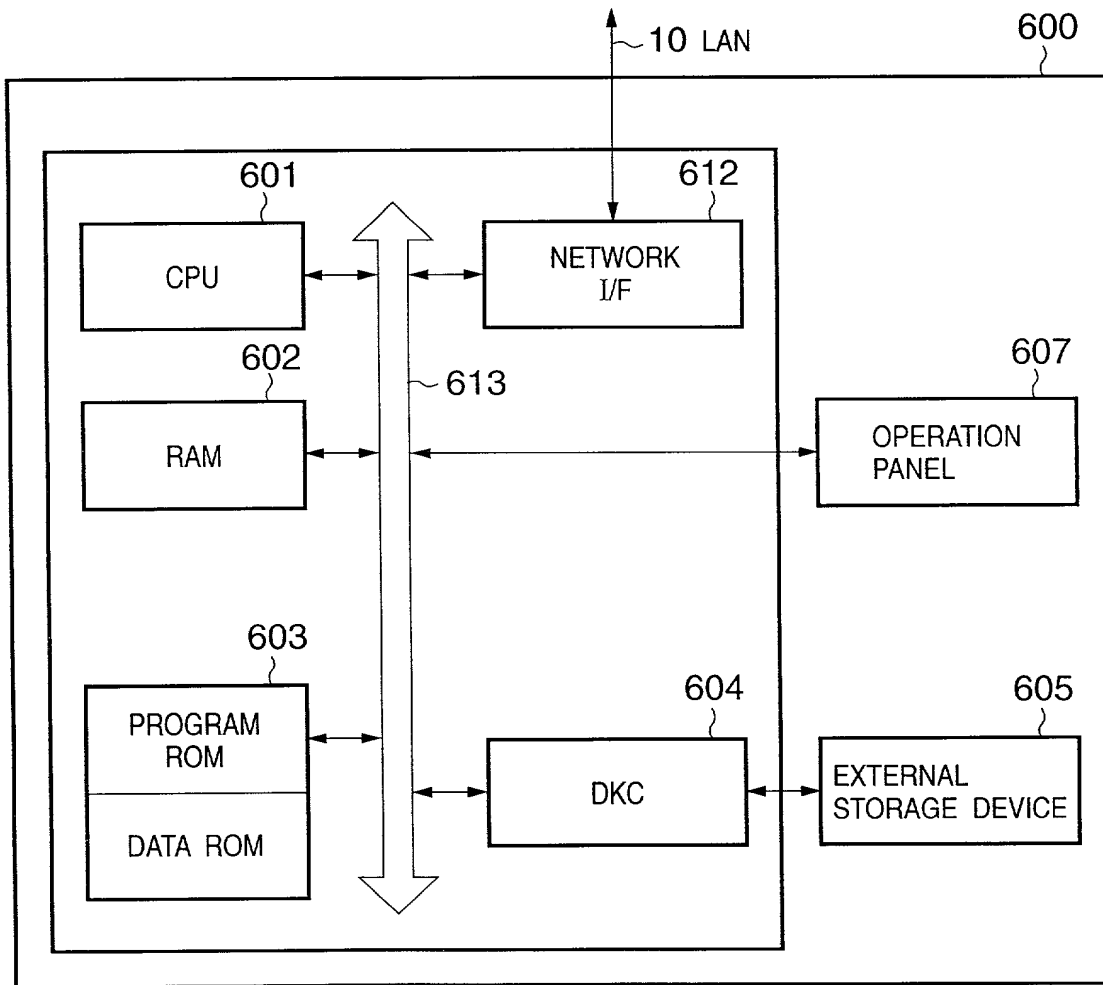 10 LAN
600
601
CPU
612
NETWORK
I/F
602
RAM
613
607
OPERATION
PANEL
603
PROGRAM
ROM
DATA ROM
604
DKC
605
EXTERNAL
STORAGE DEVICE